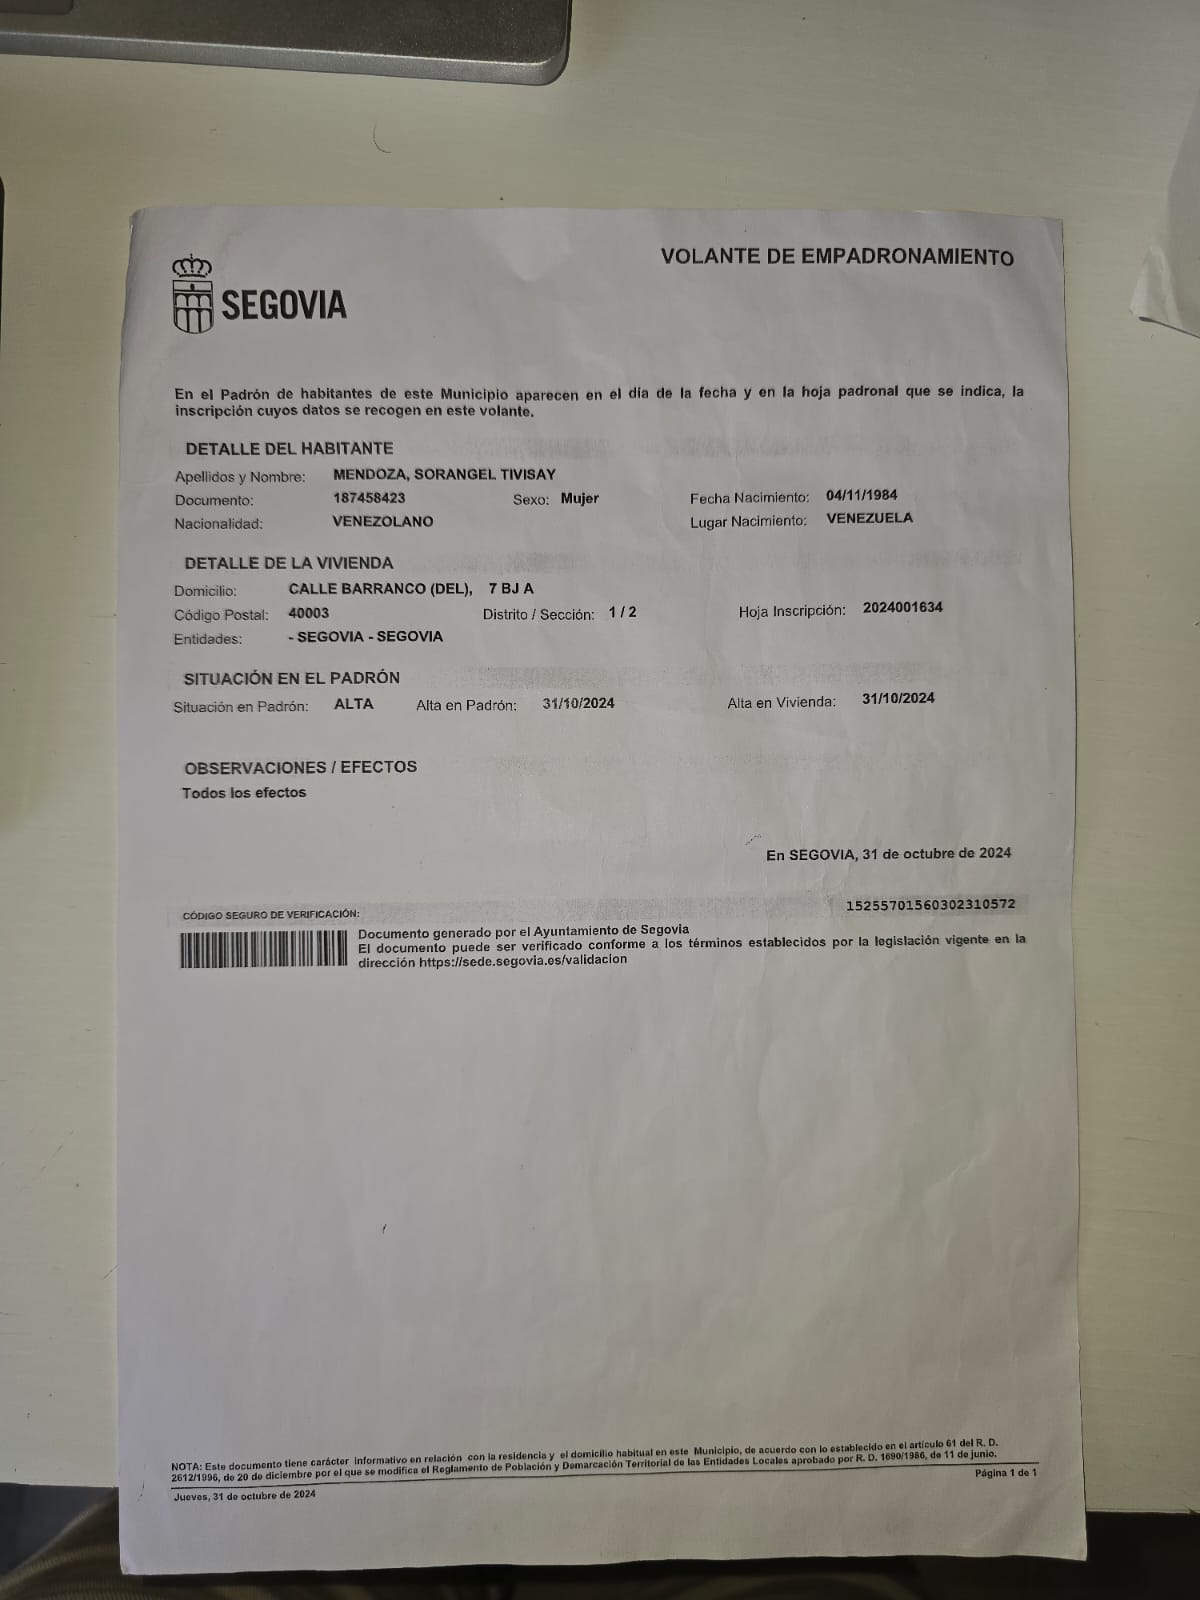 VOLANTE DE EMPADRONAMIENTO
SEGOVIA
En el Padrón de habitantes de este Municipio aparecen en el día de la fecha y en la hoja padronal que se indica, la
inscripción cuyos datos se recogen en este volante.
DETALLE DEL HABITANTE
Apellidos y Nombre: MENDOZA, SORANGEL TIVISAY
Documento: 187458423 Sexo: Mujer Fecha Nacimiento: 04/11/1984
Nacionalidad: VENEZOLANO Lugar Nacimiento: VENEZUELA
DETALLE DE LA VIVIENDA
Domicilio: CALLE BARRANCO (DEL), 7 BJ A
Código Postal: 40003 Distrito / Sección: 1 / 2 Hoja Inscripción: 2024001634
Entidades: - SEGOVIA - SEGOVIA
SITUACIÓN EN EL PADRÓN
Situación en Padrón: ALTA Alta en Padrón: 31/10/2024 Alta en Vivienda: 31/10/2024
OBSERVACIONES / EFECTOS
Todos los efectos
En SEGOVIA, 31 de octubre de 2024
CÓDIGO SEGURO DE VERIFICACIÓN: 15255701560302310572
Documento generado por el Ayuntamiento de Segovia
El documento puede ser verificado conforme a los términos establecidos por la legislación vigente en la
dirección https://sede.segovia.es/validacion
NOTA: Este documento tiene carácter Informativo en relación con la residencia y el domicilio habitual en este Municipio, de acuerdo con lo establecido en el artículo 61 del R. D.
2612/1996, de 20 de diciembre por el que se modifica el Reglamento de Población y Demarcación Territorial de las Entidades Locales aprobado por R. D. 1690/1986, de 11 de junio.
Página 1 de 1
Jueves, 31 de octubre de 2024